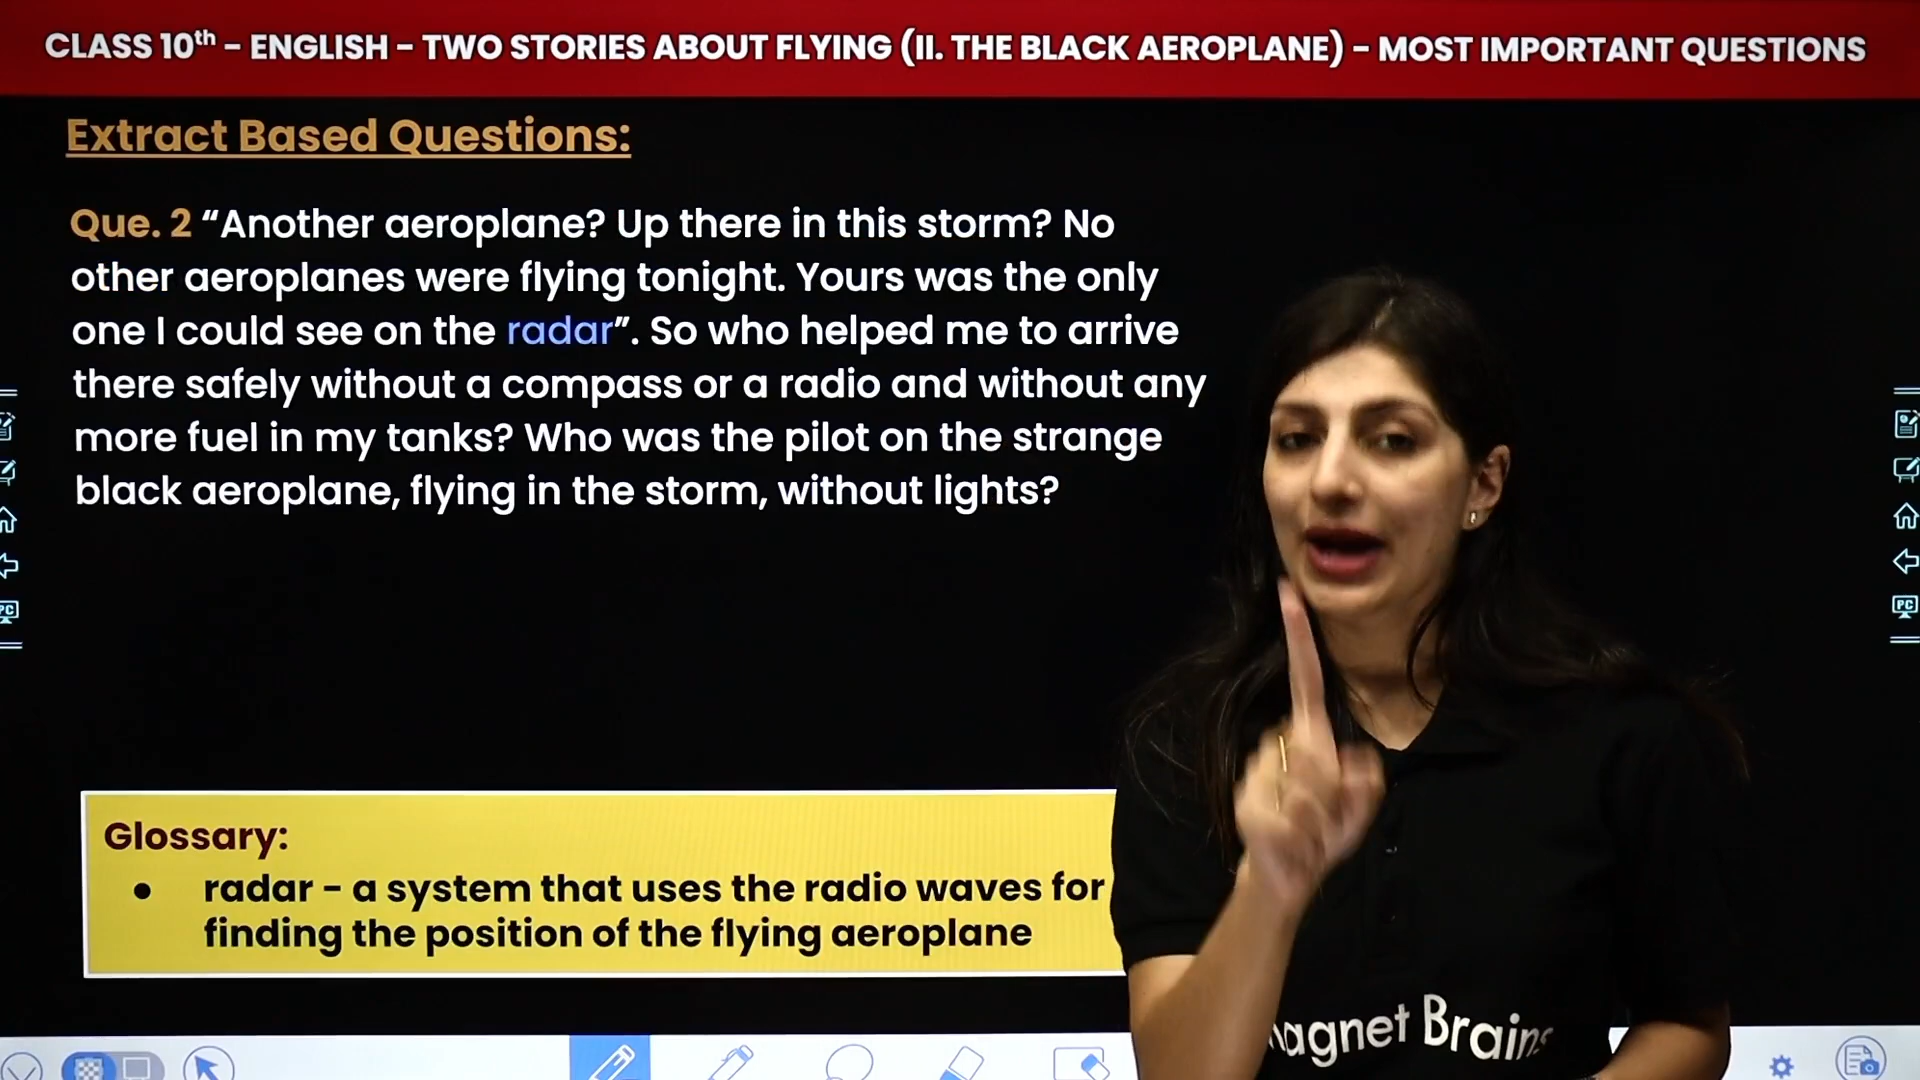 CLASS 10th - ENGLISH - TWO STORIES ABOUT FLYING (II. THE BLACK AEROPLANE) - MOST IMPORTANT QUESTIONS
Extract Based Questions:
Que. 2 “Another aeroplane? Up there in this storm? No
other aeroplanes were flying tonight. Yours was the only
one I could see on the radar”. So who helped me to arrive
there safely without a compass or a radio and without any
more fuel in my tanks? Who was the pilot on the strange
black aeroplane, flying in the storm, without lights?
Glossary:
● radar - a system that uses the radio waves for
finding the position of the flying aeroplane
agnet Brains
PC
PC